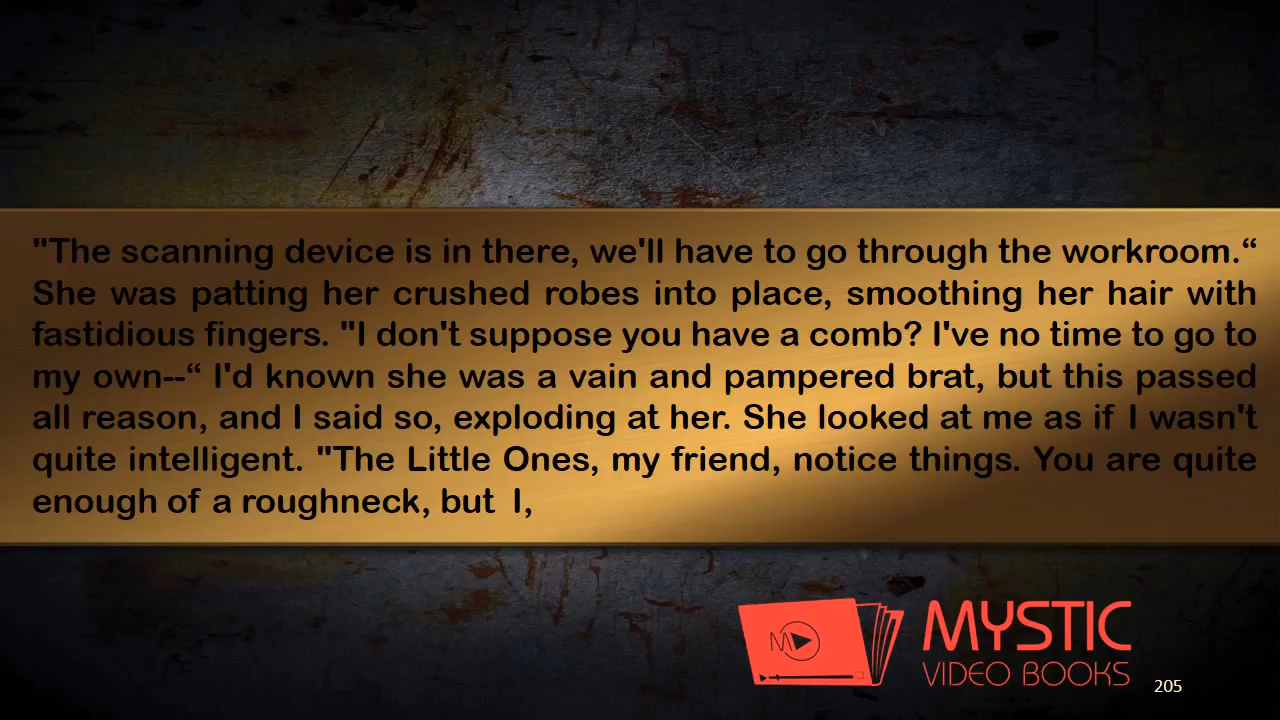 "The scanning device is in there, we'll have to go through the workroom.“
She was patting her crushed robes into place, smoothing her hair with
fastidious fingers. "I don't suppose you have a comb? I've no time to go to
my own--“ I'd known she was a vain and pampered brat, but this passed
all reason, and I said so, exploding at her. She looked at me as if I wasn't
quite intelligent. "The Little Ones, my friend, notice things. You are quite
enough of a roughneck, but I,
M
MYSTIC
VIDEO BOOKS
205